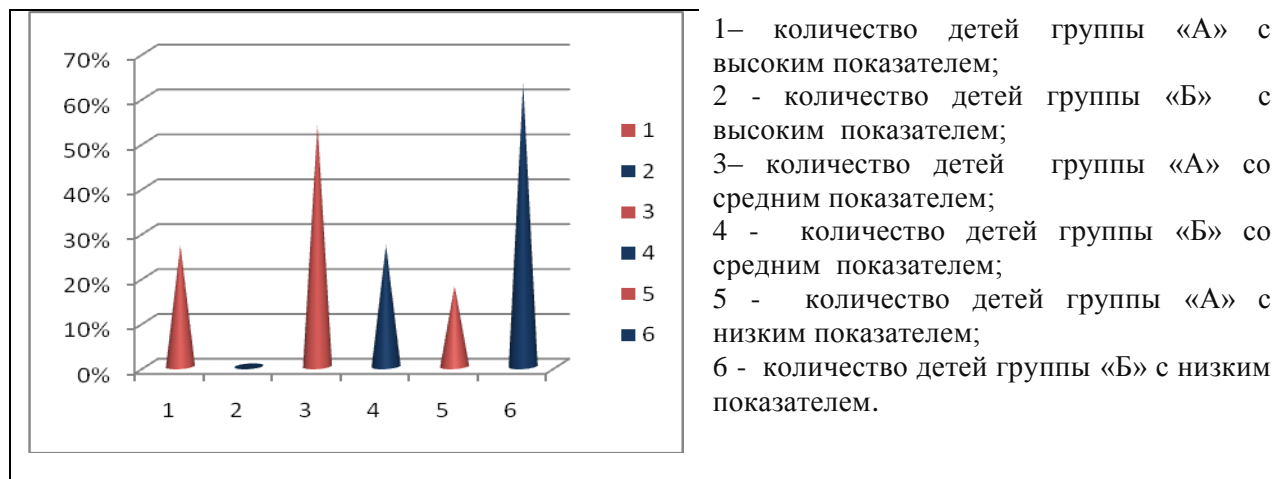 70%
60%
50%
40%
30%
20%
10%
0%
1 2 3 4 5 6
1
2
3
4
5
6
1– количество детей группы «А» с
высоким показателем;
2 - количество детей группы «Б» с
высоким показателем;
3– количество детей группы «А» со
средним показателем;
4 - количество детей группы «Б» со
средним показателем;
5 - количество детей группы «А» с
низким показателем;
6 - количество детей группы «Б» с низким
показателем.